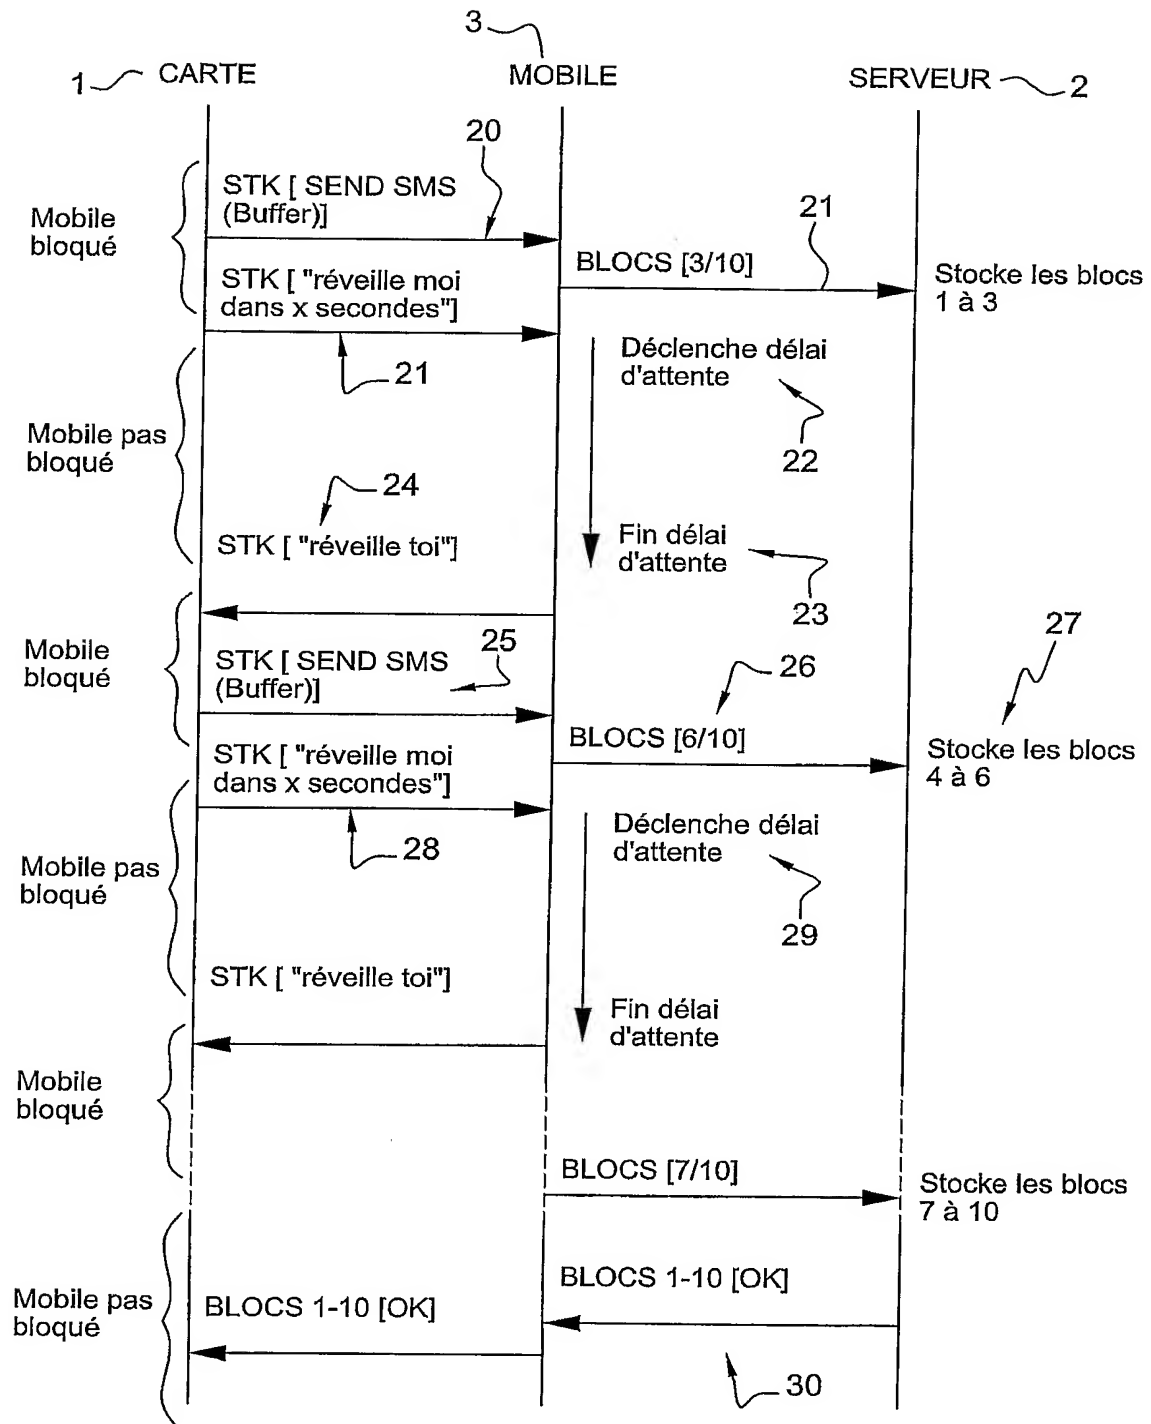 3
1 CARTE
MOBILE
SERVEUR 2
20
STK [ SEND SMS
(Buffer)]
Mobile
bloqué
21
BLOCS [3/10]
Stocke les blocs
1 à 3
STK [ "réveille moi
dans x secondes"]
21
Déclenche délai
d'attente
22
Mobile pas
bloqué
24
STK [ "réveille toi"]
Fin délai
d'attente
23
27
Mobile
bloqué
25
STK [ SEND SMS
(Buffer)]
26
BLOCS [6/10]
Stocke les blocs
4 à 6
STK [ "réveille moi
dans x secondes"]
28
Déclenche délai
d'attente
29
Mobile pas
bloqué
STK [ "réveille toi"]
Fin délai
d'attente
Mobile
bloqué
BLOCS [7/10]
Stocke les blocs
7 à 10
BLOCS 1-10 [OK]
Mobile pas
bloqué
BLOCS 1-10 [OK]
30